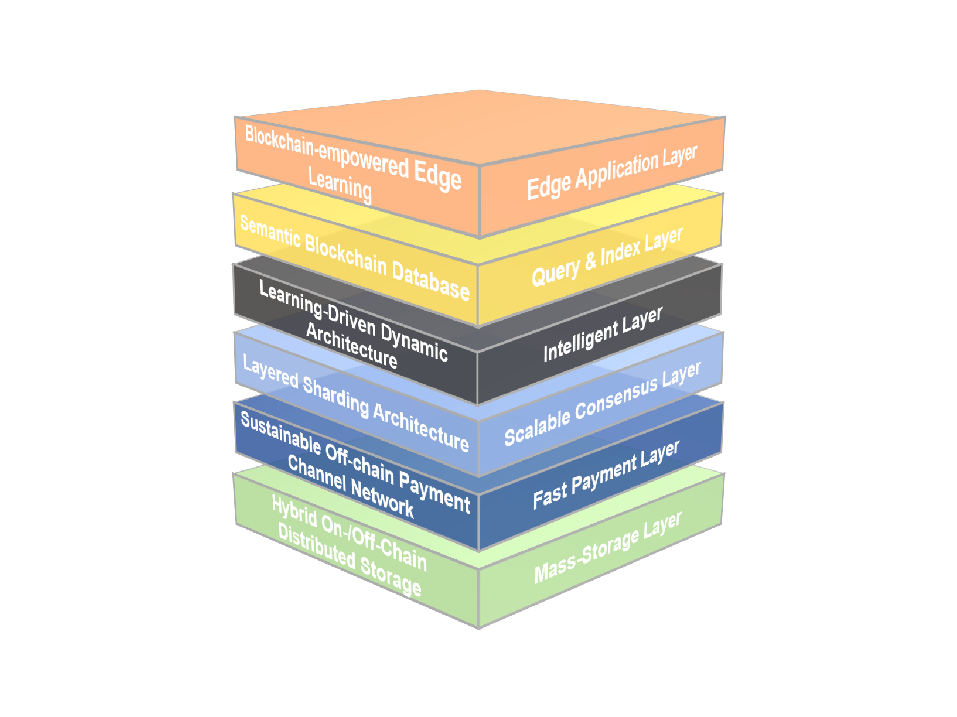 Blockchain-empowered Edge
Learning
Edge Application Layer
Semantic Blockchain Database
Query & Index Layer
Learning-Driven Dynamic
Architecture
Intelligent Layer
Layered Sharding Architecture
Scalable Consensus Layer
Sustainable Off-chain Payment
Channel Network
Fast Payment Layer
Hybrid On-/Off-Chain
Distributed Storage
Mass-Storage Layer